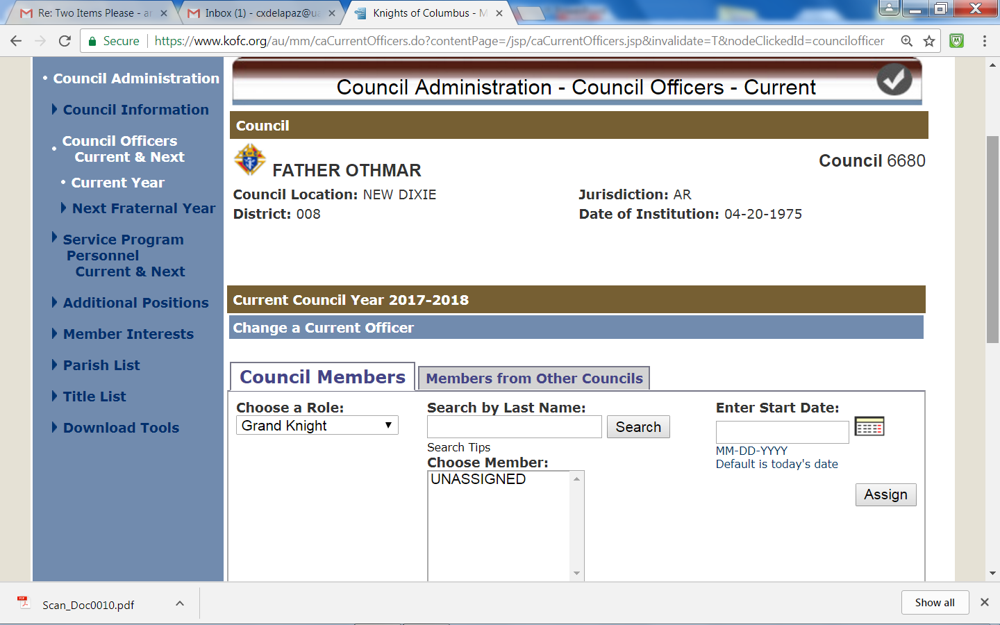 Re: Two Items Please - ar
Inbox (1) - cxdelapaz@ua
Knights of Columbus - M
Secure
https://www.kofc.org/au/mm/caCurrentOfficers.do?contentPage=/jsp/caCurrentOfficers.jsp&invalidate=T&nodeClickedId=councilofficer
Council Administration
Council Information
Council Officers
Current & Next
Current Year
Next Fraternal Year
Service Program
Personnel
Current & Next
Additional Positions
Member Interests
Parish List
Title List
Download Tools
Council Administration - Council Officers - Current
Council
FATHER OTHMAR
Council 6680
Council Location: NEW DIXIE
Jurisdiction: AR
District: 008
Date of Institution: 04-20-1975
Current Council Year 2017-2018
Change a Current Officer
Council Members
Members from Other Councils
Choose a Role:
Grand Knight
Search by Last Name:
Search
Search Tips
Choose Member:
UNASSIGNED
Enter Start Date:
MM-DD-YYYY
Default is today's date
Assign
Scan_Doc0010.pdf
Show all